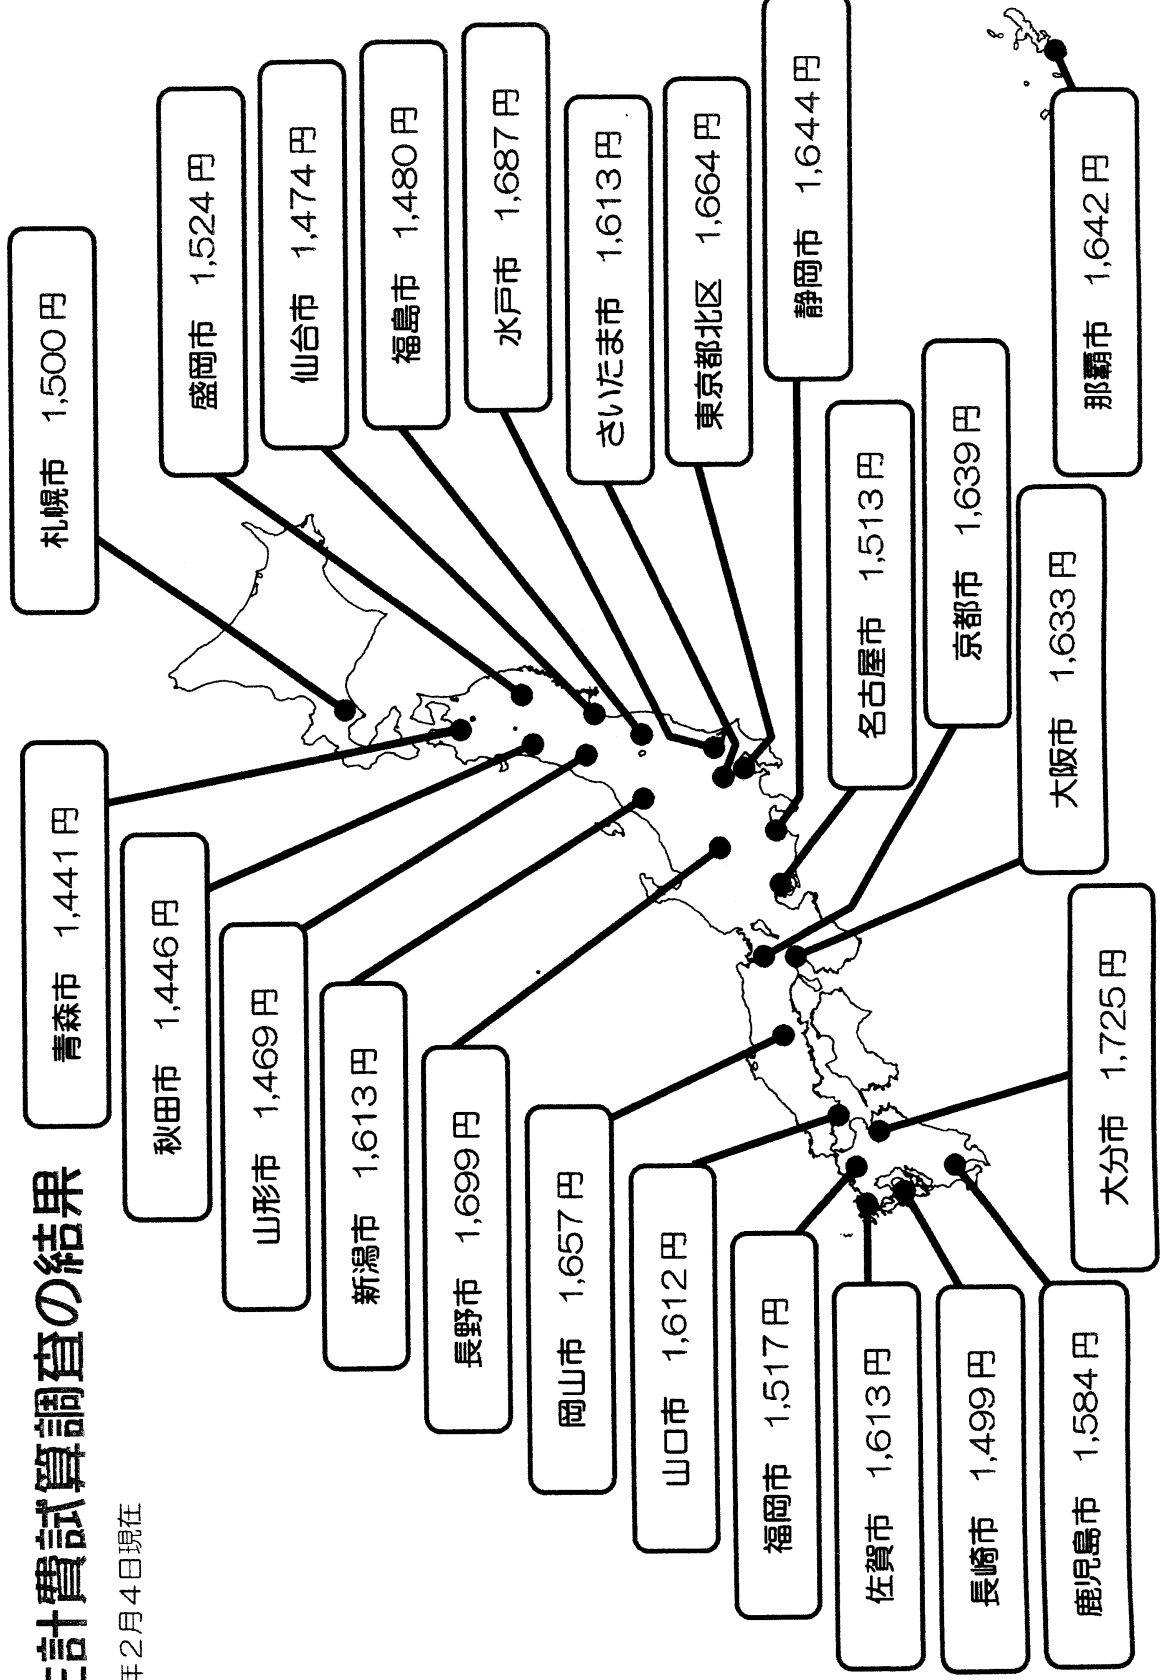 計費試算調査の結果
年2月4日現在
青森市 1,441円
秋田市 1,446円
山形市 1,469円
新潟市 1,613円
長野市 1,699円
岡山市 1,657円
山口市 1,612円
福岡市 1,517円
佐賀市 1,613円
長崎市 1,499円
鹿児島市 1,584円
札幌市 1,500円
盛岡市 1,524円
仙台市 1,474円
福島市 1,480円
水戸市 1,687円
さいたま市 1,613円
東京都北区 1,664円
静岡市 1,644円
名古屋市 1,513円
京都市 1,639円
大阪市 1,633円
大分市 1,725円
那覇市 1,642円